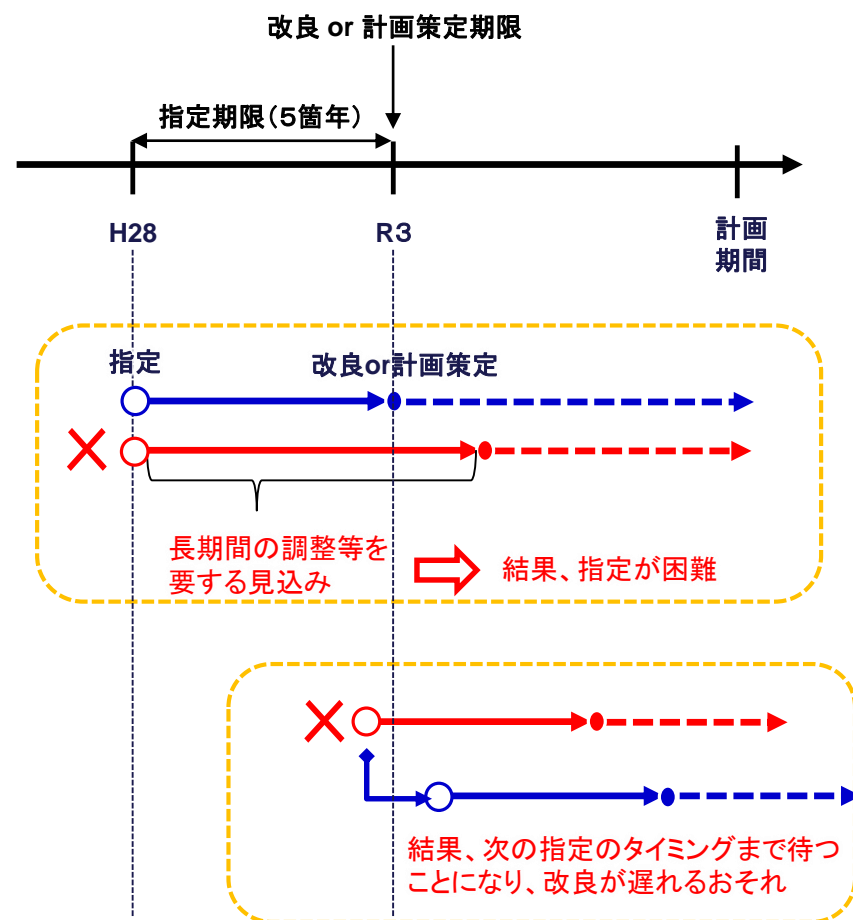 改良 or 計画策定期限
指定期限（５箇年）
H28
R３
計画
期間
指定
改良or計画策定
長期間の調整等を
要する見込み
結果、指定が困難
結果、次の指定のタイミングまで待つ
ことになり、改良が遅れるおそれ